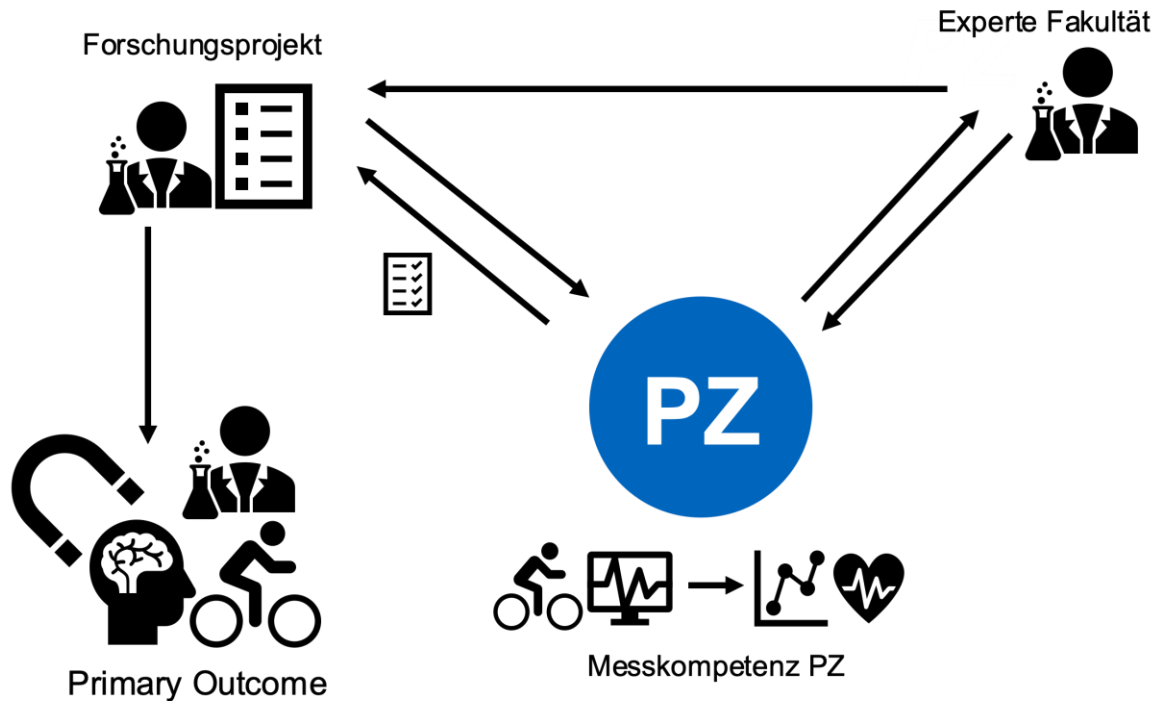 Forschungsprojekt
Experte Fakultät
PZ
Messkompetenz PZ
Primary Outcome